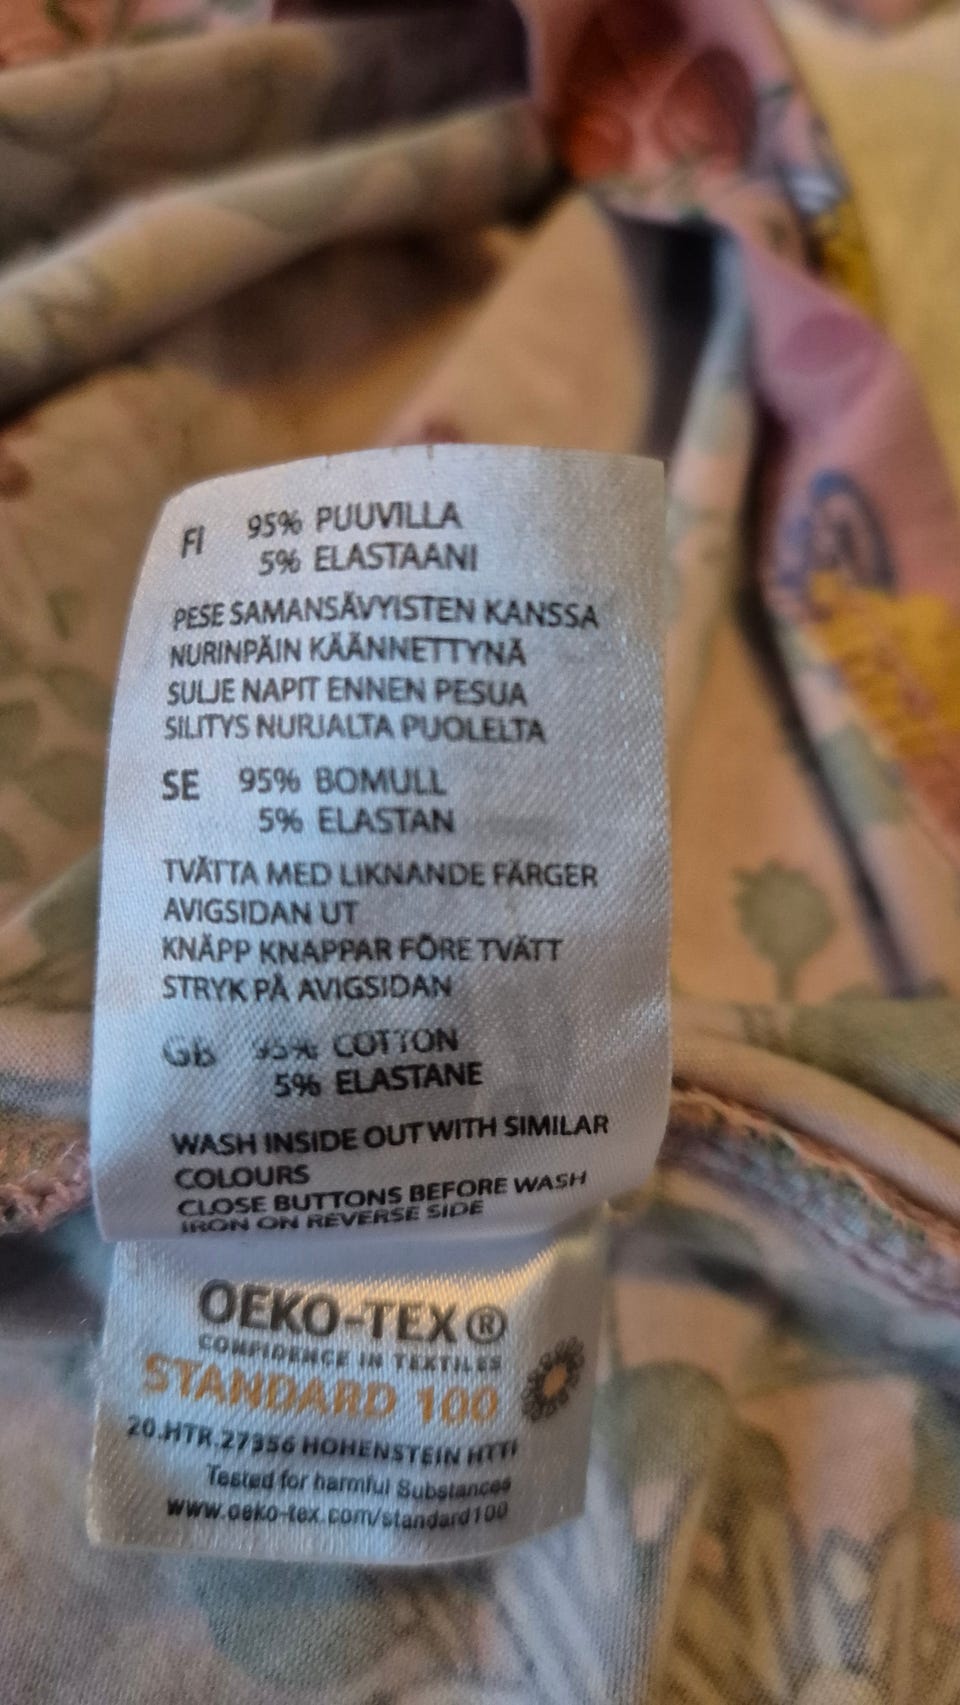 FI 95% PUUVILLA
5% ELASTAANI
PESE SAMANSÄVYISTEN KANSSA
NURINPÄIN KÄÄNNETTYNÄ
SULJE NAPIT ENNEN PESUA
SILITYS NURJALTA PUOLELTA
SE 95% BOMULL
5% ELASTAN
TVÄTTA MED LIKNANDE FÄRGER
AVIGSIDAN UT
KNÄPP KNAPPAR FÖRE TVÄTT
STRYK PÅ AVIGSIDAN
GB 95% COTTON
5% ELASTANE
WASH INSIDE OUT WITH SIMILAR
COLOURS
CLOSE BUTTONS BEFORE WASH
IRON ON REVERSE SIDE
OEKO-TEX®
CONFIDENCE IN TEXTILES
STANDARD 100
20.HTR.27356 HOHENSTEIN HTTI
Tested for harmful Substances
www.oeko-tex.com/standard100